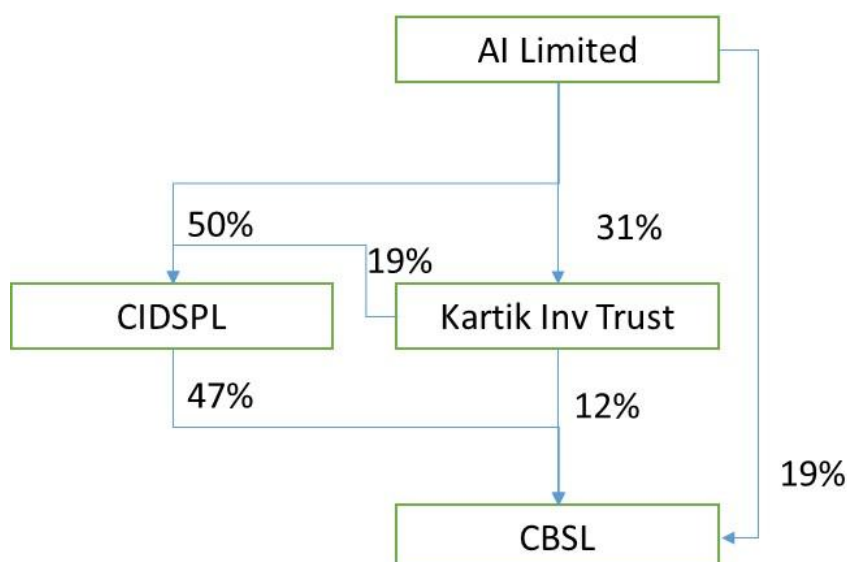 AI Limited
50%
31%
19%
CIDSPL
Kartik Inv Trust
47%
12%
19%
CBSL